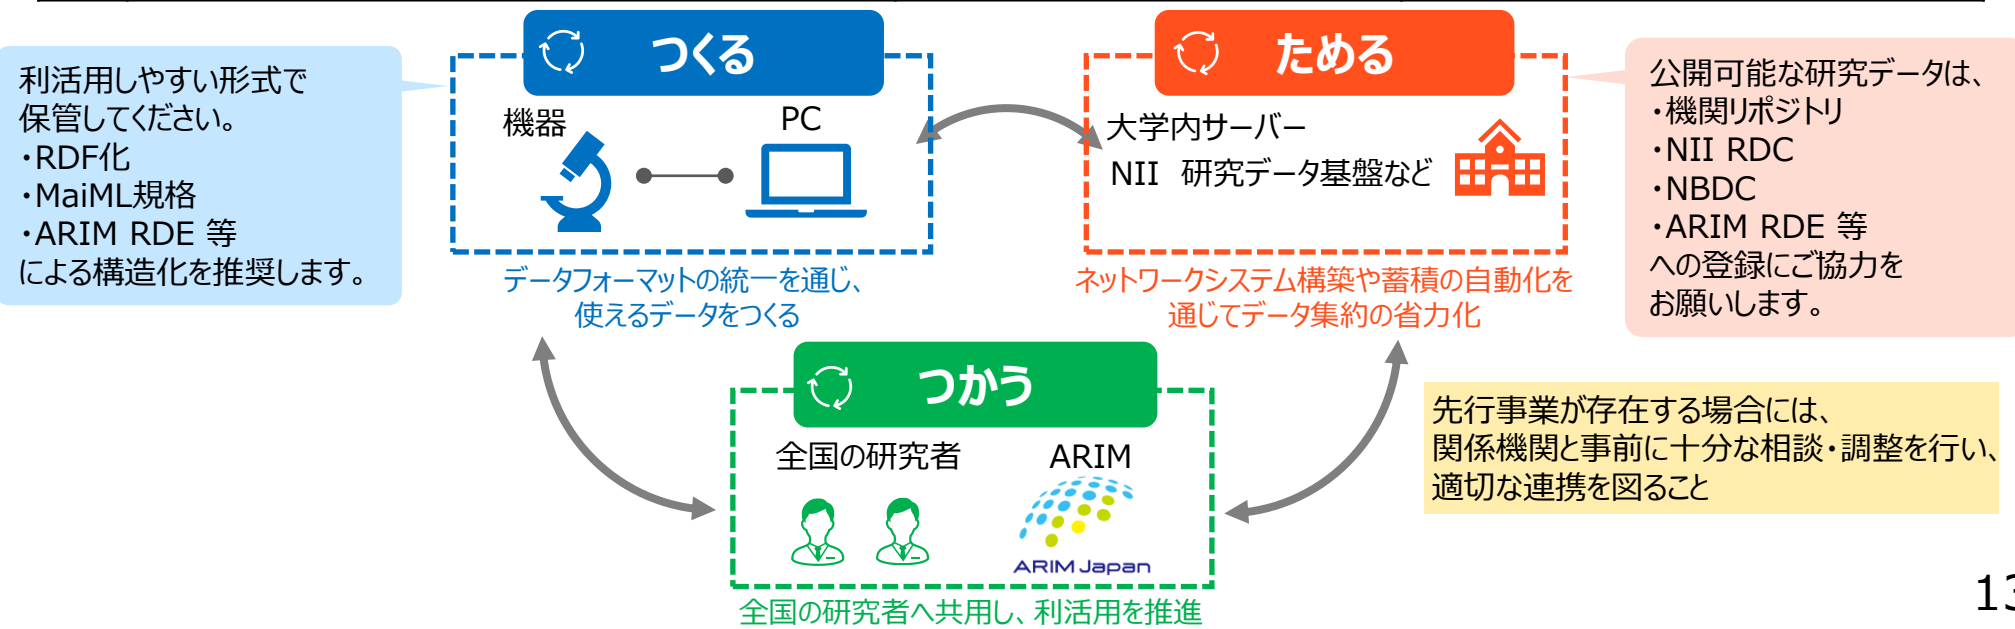 つくる
ためる
利活用しやすい形式で
保管してください。
・RDF化
・MaiML規格
・ARIM RDE 等
による構造化を推奨します。
機器
PC
データフォーマットの統一を通じ、
使えるデータをつくる
大学内サーバー
NII　研究データ基盤など
ネットワークシステム構築や蓄積の自動化を
通じてデータ集約の省力化
公開可能な研究データは、
・機関リポジトリ
・NII RDC
・NBDC
・ARIM RDE 等
への登録にご協力を
お願いします。
つかう
全国の研究者
ARIM
ARIM Japan
全国の研究者へ共用し、利活用を推進
先行事業が存在する場合には、
関係機関と事前に十分な相談・調整を行い、
適切な連携を図ること
13